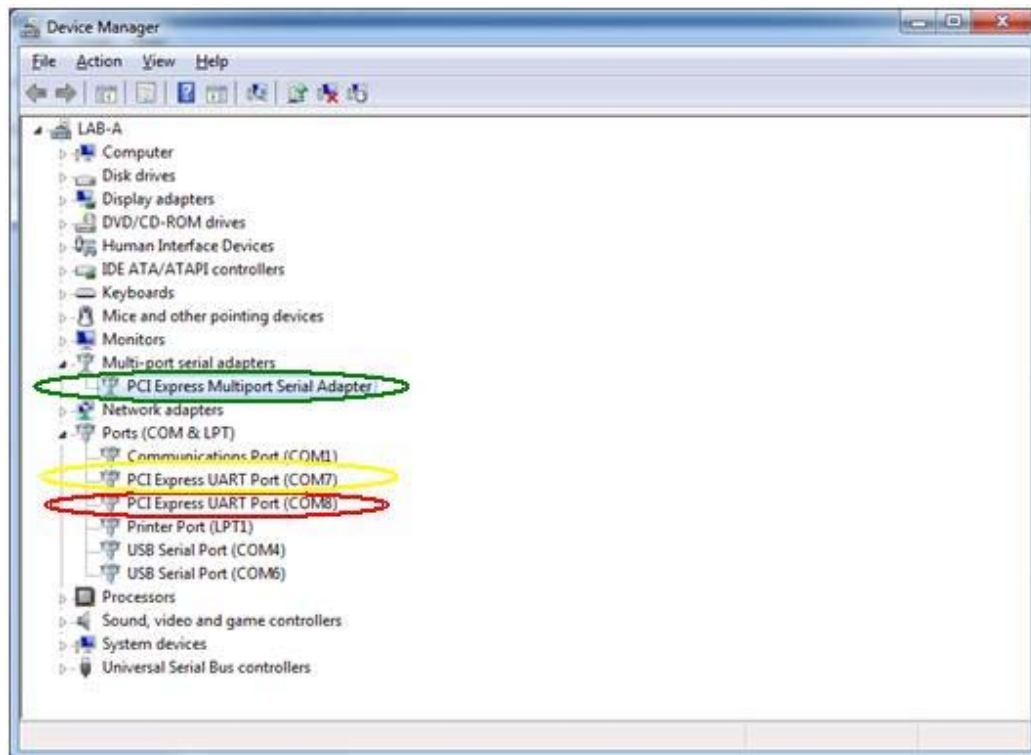 Device Manager
File Action View Help
LAB-A
Computer
Disk drives
Display adapters
DVD/CD-ROM drives
Human Interface Devices
IDE ATA/ATAPI controllers
Keyboards
Mice and other pointing devices
Monitors
Multi-port serial adapters
PCI Express Multiport Serial Adapter
Network adapters
Ports (COM & LPT)
Communications Port (COM1)
PCI Express UART Port (COM7)
PCI Express UART Port (COM8)
Printer Port (LPT1)
USB Serial Port (COM4)
USB Serial Port (COM6)
Processors
Sound, video and game controllers
System devices
Universal Serial Bus controllers